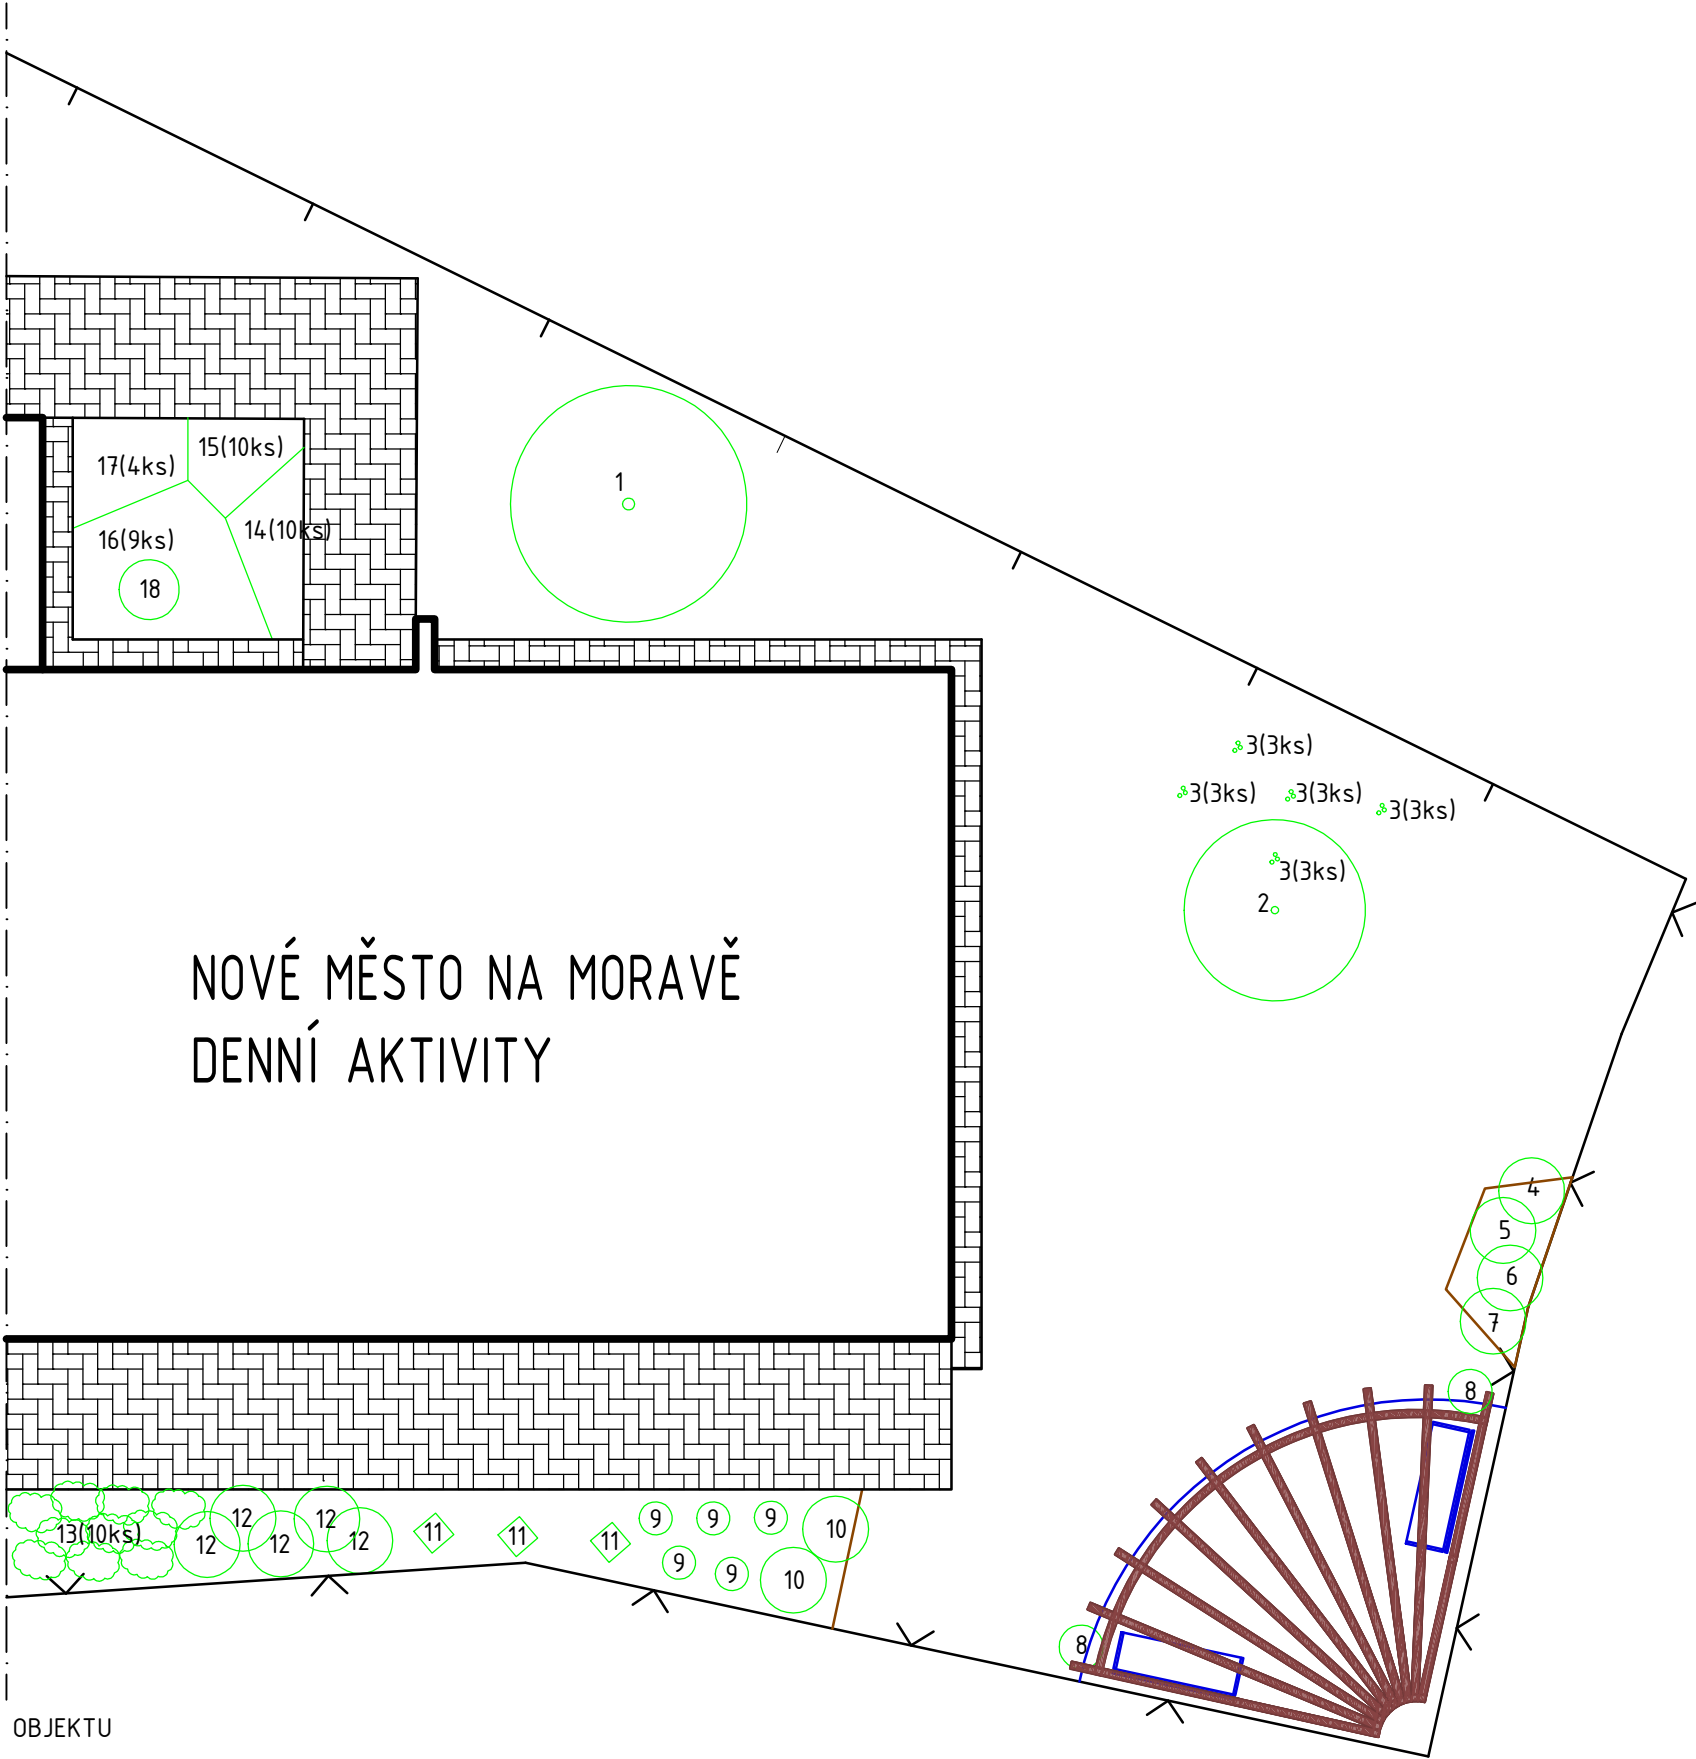 15(10ks)
17(4ks)
1
14(10ks)
16(9ks)
18
3(3ks)
3(3ks)
3(3ks)
3(3ks)
3(3ks)
2
NOVÉ MĚSTO NA MORAVĚ
DENNÍ AKTIVITY
4
5
6
7
8
12
12
11
11
11
9
9
9
10
13(10ks)
12
12
12
9
9
10
8
OBJEKTU